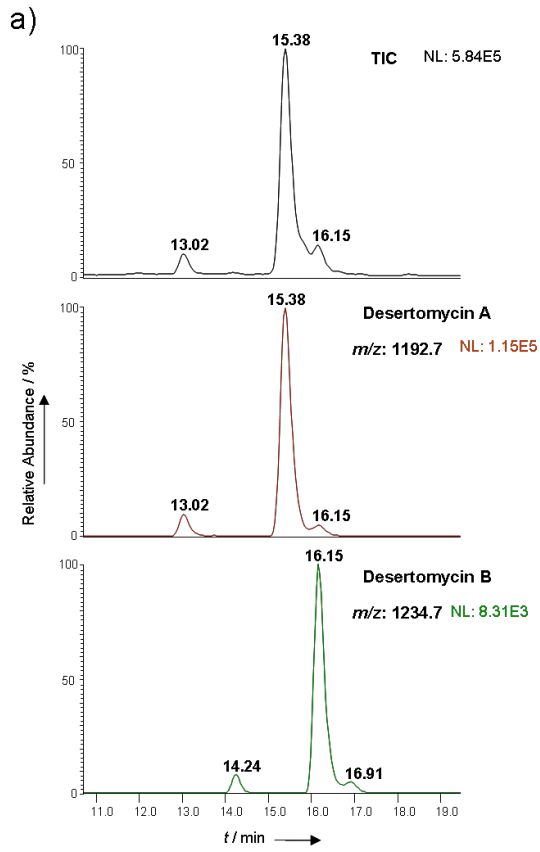 a)
15.38
TIC NL: 5.84E5
100
50
13.02
16.15
0
15.38
100
Desertomycin A
m/z: 1192.7 NL: 1.15E5
50
13.02
16.15
0
Relative Abundance / %
16.15
100
Desertomycin B
m/z: 1234.7 NL: 8.31E3
50
14.24
16.91
0
11.0 12.0 13.0 14.0 15.0 16.0 17.0 18.0 19.0
t / min